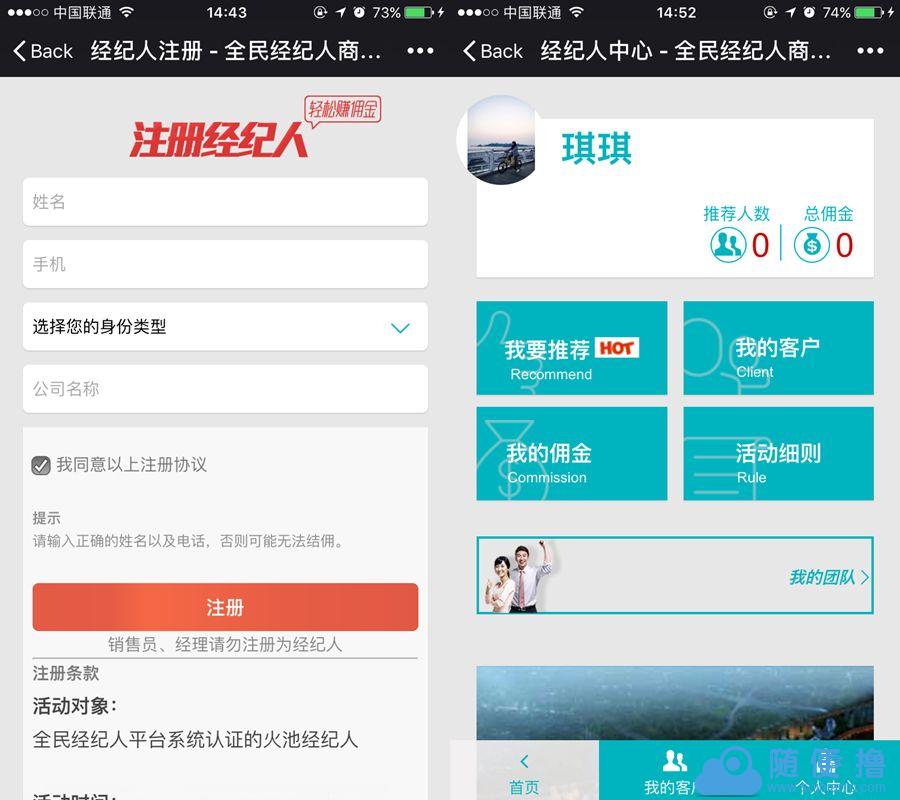 中国联通 14:43 73%
Back 经纪人注册 - 全民经纪人商...
轻松赚佣金
注册经纪人
姓名
手机
选择您的身份类型
公司名称
我同意以上注册协议
提示
请输入正确的姓名以及电话，否则可能无法结佣。
注册
销售员、经理请勿注册为经纪人
注册条款
活动对象：
全民经纪人平台系统认证的火池经纪人
活动时间：
中国联通 14:52 74%
Back 经纪人中心 - 全民经纪人商...
琪琪
推荐人数 总佣金
0 0
我要推荐 HOT
Recommend
我的客户
Client
我的佣金
Commission
活动细则
Rule
我的团队
首页 我的客户 个人中心
随便撸